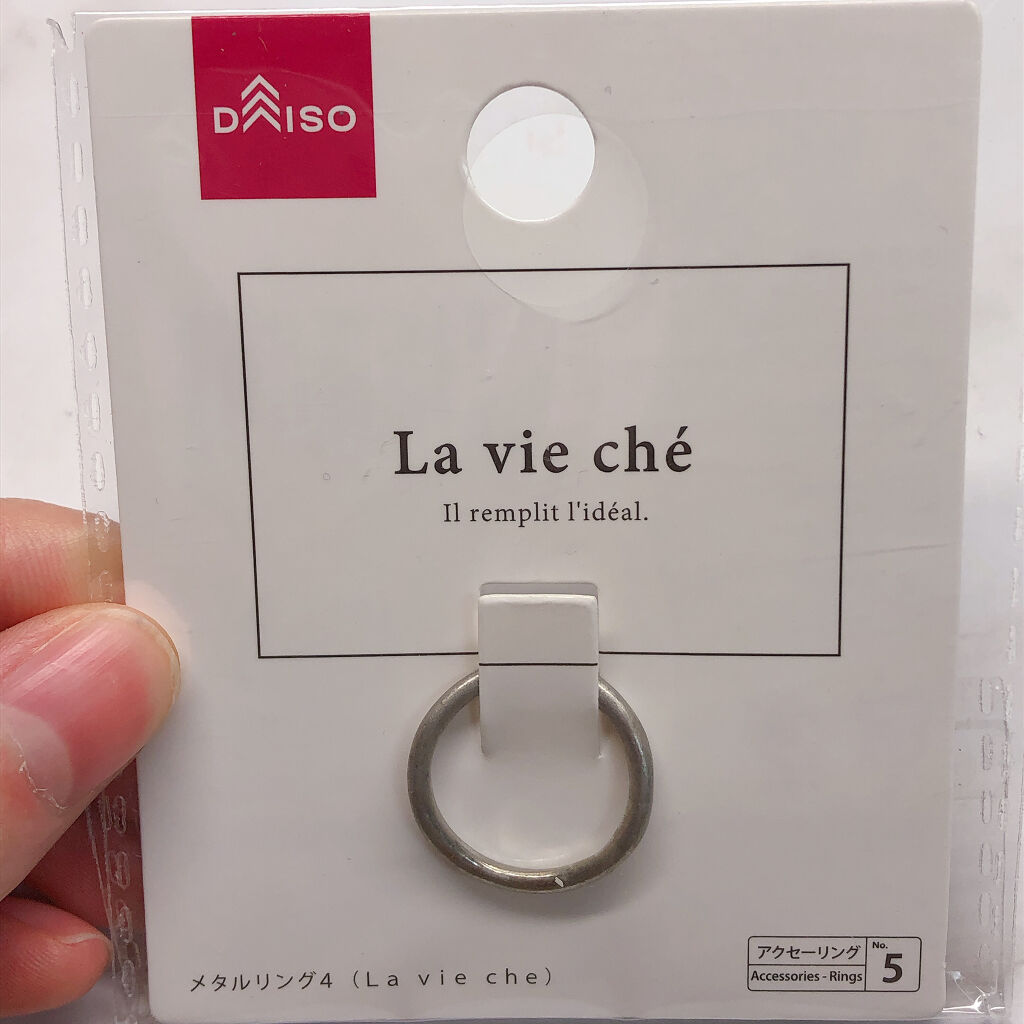 DAISO
La vie ché
Il remplit l'idéal.
メタルリング4（La vie che）
アクセーリング
Accessories - Rings
No.
5